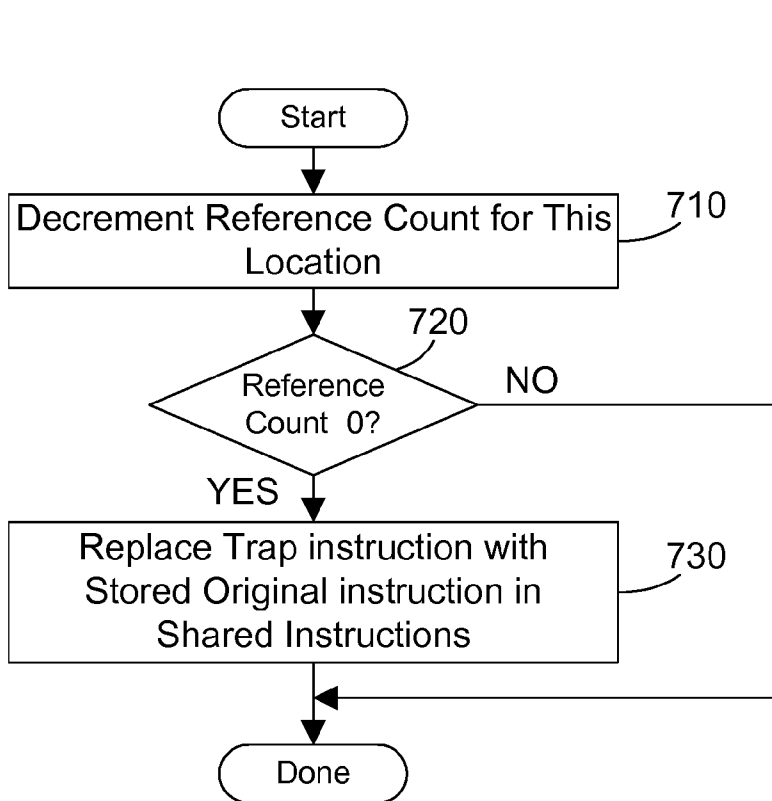 Start
Decrement Reference Count for This
Location
710
720
Reference
Count 0?
NO
YES
Replace Trap instruction with
Stored Original instruction in
Shared Instructions
730
Done